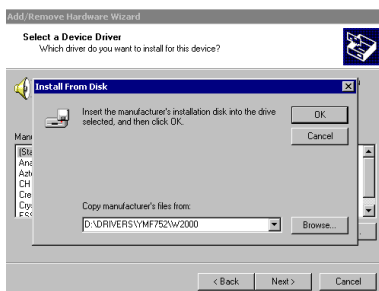 Add/Remove Hardware Wizard
Select a Device Driver
Which driver do you want to install for this device?
Install From Disk
Insert the manufacturer's installation disk into the drive
selected, and then click OK.
OK
Cancel
Copy manufacturer's files from:
D:\DRIVERS\YMF752\W2000
Browse...
< Back
Next >
Cancel